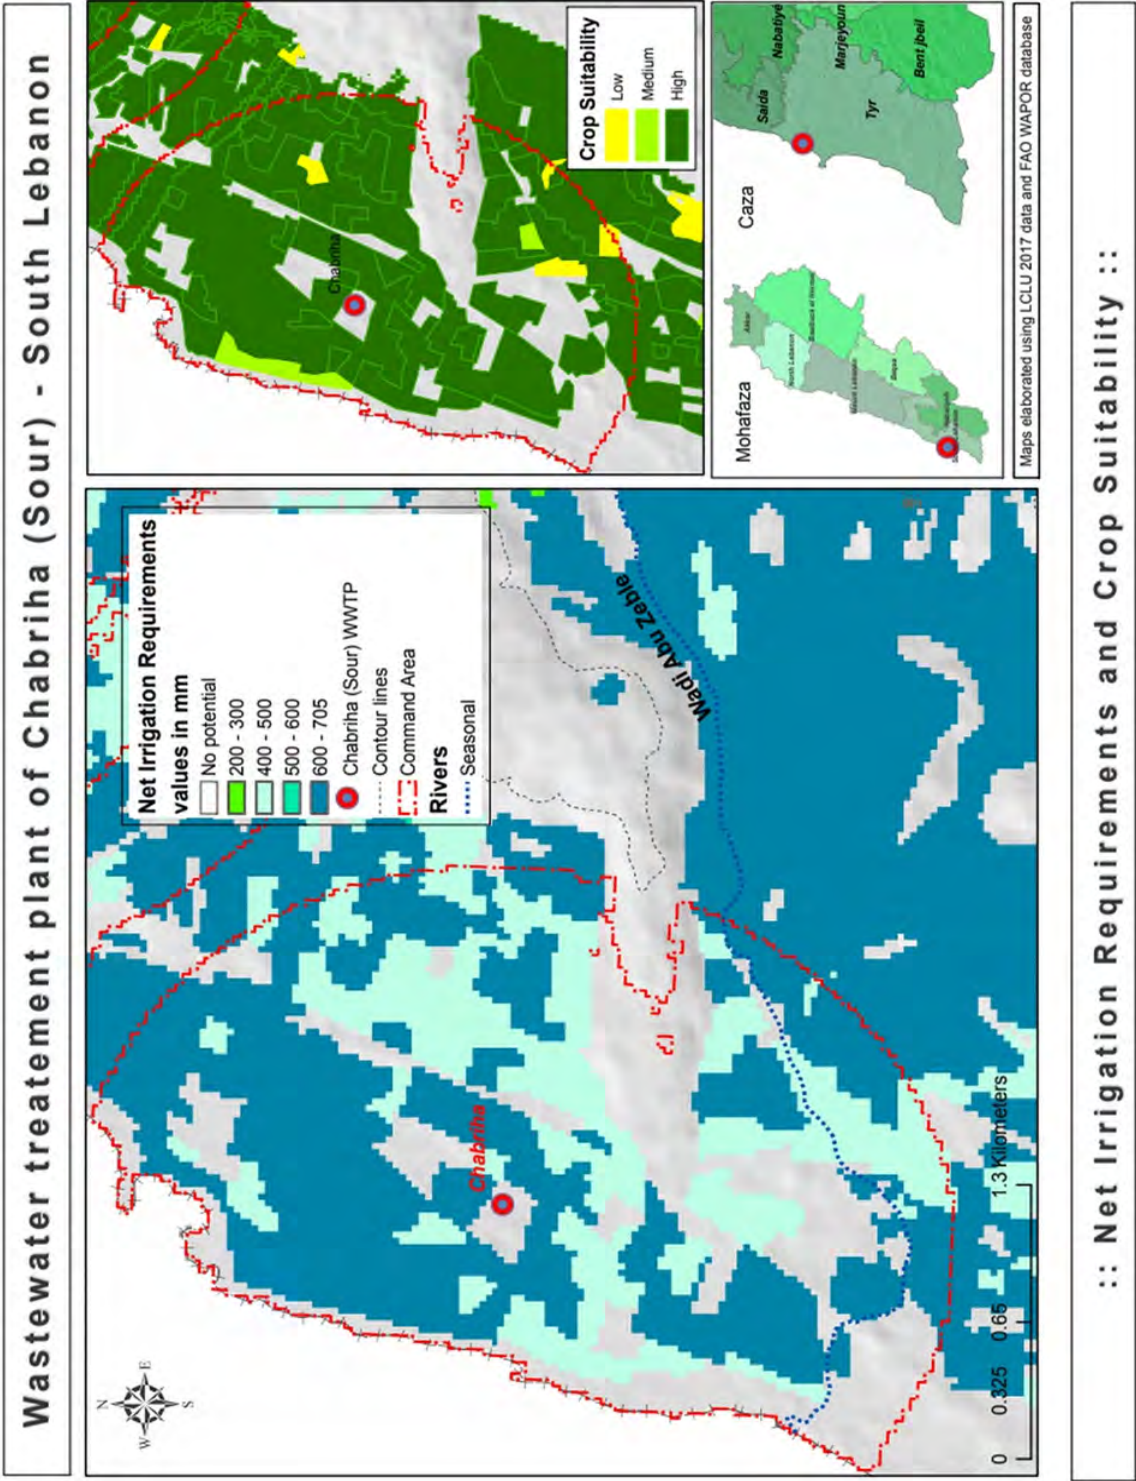 Wastewater treatement plant of Chabriha (Sour) - South Lebanon
N
W
E
S
Net Irrigation Requirements
values in mm
No potential
200 - 300
400 - 500
500 - 600
600 - 705
Chabriha (Sour) WWTP
Contour lines
Command Area
Rivers
Seasonal
Chabriha
Wadi Abu Zeble
0 0.325 0.65 1.3 Kilometers
Chabriha
Crop Suitability
Low
Medium
High
Mohafaza
Akkar
North Lebanon
Mount Lebanon
Bekaa
Caza
Saida
Nabatiye
Marjeyoun
Tyr
Bent jbeil
Maps elaborated using LCLU 2017 data and FAO WAPOR database
:: Net Irrigation Requirements and Crop Suitability ::